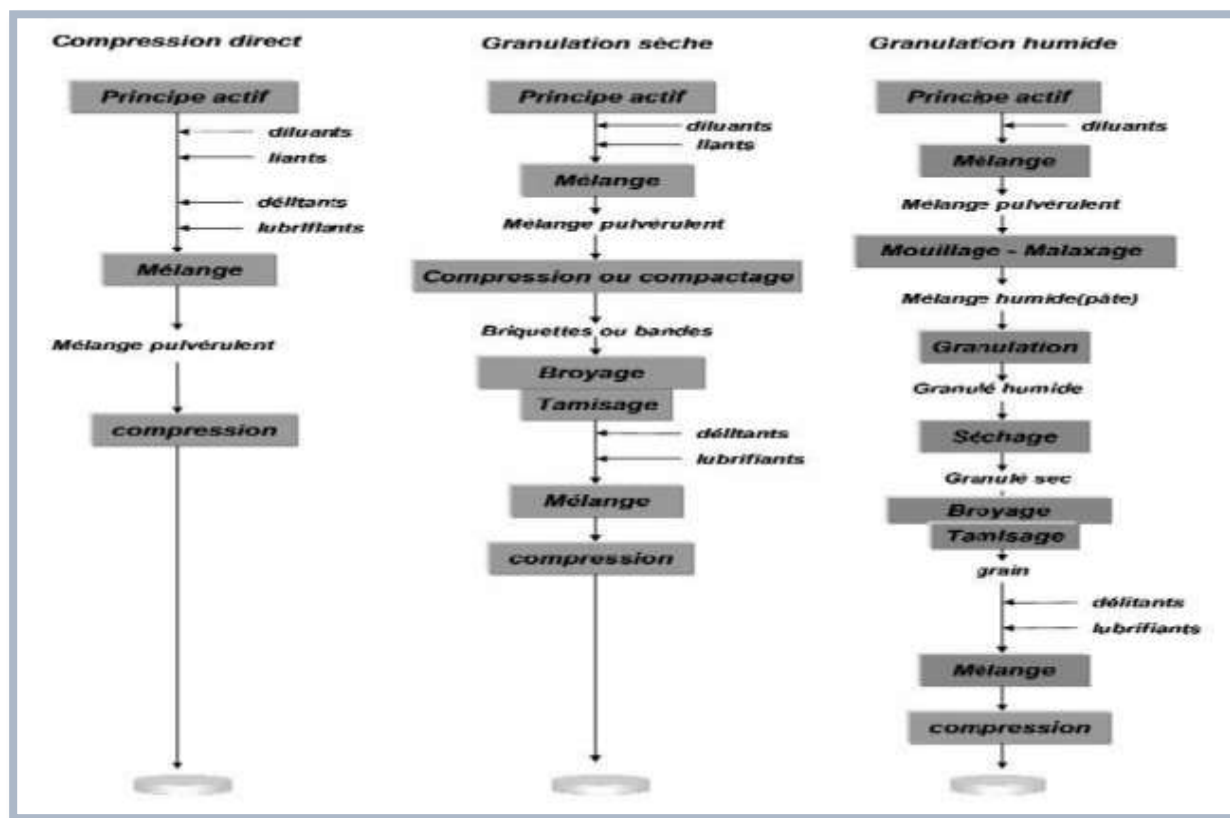 Compression direct
Principe actif
diluants
liants
délitants
lubrifiants
Mélange
Mélange pulvérulent
compression
Granulation sèche
Principe actif
diluants
liants
Mélange
Mélange pulvérulent
Compression ou compactage
Briquettes ou bandes
Broyage
Tamisage
délitants
lubrifiants
Mélange
compression
Granulation humide
Principe actif
diluants
Mélange
Mélange pulvérulent
Mouillage - Malaxage
Mélange humide(pâte)
Granulation
Granulé humide
Séchage
Granulé sec
Broyage
Tamisage
grain
délitants
lubrifiants
Mélange
compression